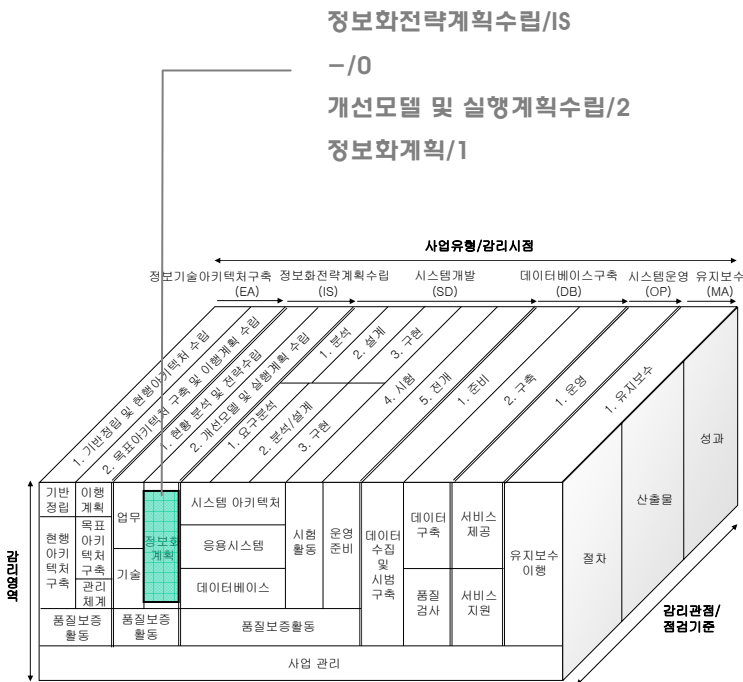 정보화전략계획수립/IS
-/0
개선모델 및 실행계획수립/2
정보화계획/1
사업유형/감리시점
정보기술아키텍처구축 (EA)
정보화전략계획수립 (IS)
시스템개발 (SD)
데이터베이스구축 (DB)
시스템운영 (OP)
유지보수 (MA)
1. 기반정립 및 현행아키텍처 수립
2. 목표아키텍처 구축 및 이행계획 수립
1. 현황 분석 및 전략수립
2. 개선모델 및 실행계획 수립
1. 분석
2. 설계
3. 구현
1. 요구분석
2. 분석/설계
3. 구현
4. 시험
5. 전개
1. 준비
2. 구축
1. 운영
1. 유지보수
감리영역
기반
정립
현행
아키
텍처
구축
이행
계획
목표
아키
텍처
구축
관리
체계
품질보증
활동
업무
기술
정보화
계획
품질보증
활동
시스템 아키텍처
응용시스템
데이터베이스
시험
활동
운영
준비
품질보증활동
데이터
수집
및
시범
구축
데이터
구축
품질
검사
서비스
제공
서비스
지원
유지보수
이행
사업 관리
절차
산출물
성과
감리관점/
점검기준